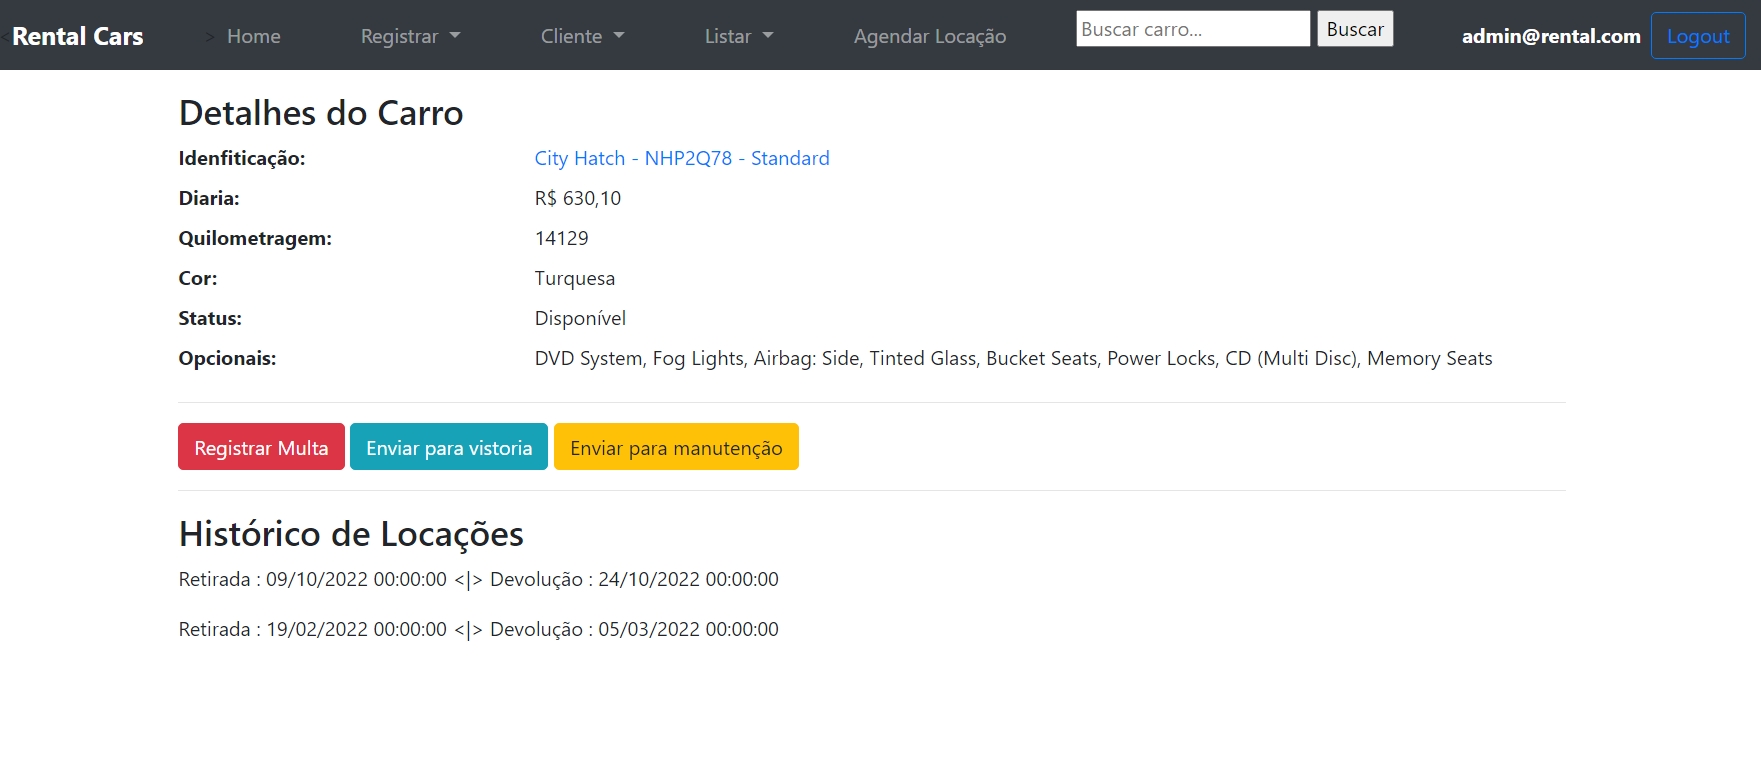 <Rental Cars > Home Registrar Cliente Listar Agendar Locação Buscar carro... Buscar admin@rental.com Logout
Detalhes do Carro
Idenfiticação: City Hatch - NHP2Q78 - Standard
Diaria: R$ 630,10
Quilometragem: 14129
Cor: Turquesa
Status: Disponível
Opcionais: DVD System, Fog Lights, Airbag: Side, Tinted Glass, Bucket Seats, Power Locks, CD (Multi Disc), Memory Seats
Registrar Multa Enviar para vistoria Enviar para manutenção
Histórico de Locações
Retirada : 09/10/2022 00:00:00 <|> Devolução : 24/10/2022 00:00:00
Retirada : 19/02/2022 00:00:00 <|> Devolução : 05/03/2022 00:00:00